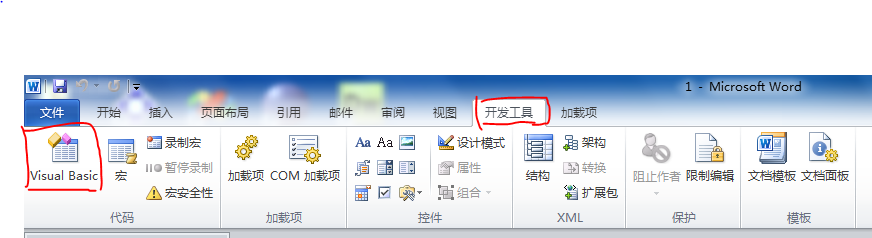 1 - Microsoft Word
文件 开始 插入 页面布局 引用 邮件 审阅 视图 开发工具 加载项
Visual Basic
宏
录制宏
暂停录制
宏安全性
代码
加载项
COM 加载项
加载项
Aa Aa
设计模式
属性
组合
控件
结构
架构
转换
扩展包
XML
阻止作者
限制编辑
保护
文档模板
文档面板
模板